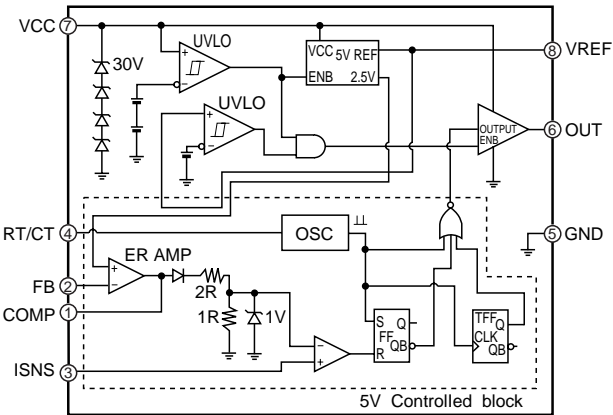 VCC 7
UVLO
30V
VCC 5V REF
ENB 2.5V
8 VREF
UVLO
OUTPUT
ENB
6 OUT
RT/CT 4
OSC
5 GND
ER AMP
FB 2
COMP 1
2R
1R
1V
ISNS 3
S Q
FF
R QB
TFF Q
CLK
QB
5V Controlled block
+
−
+
−
+
−
−
+